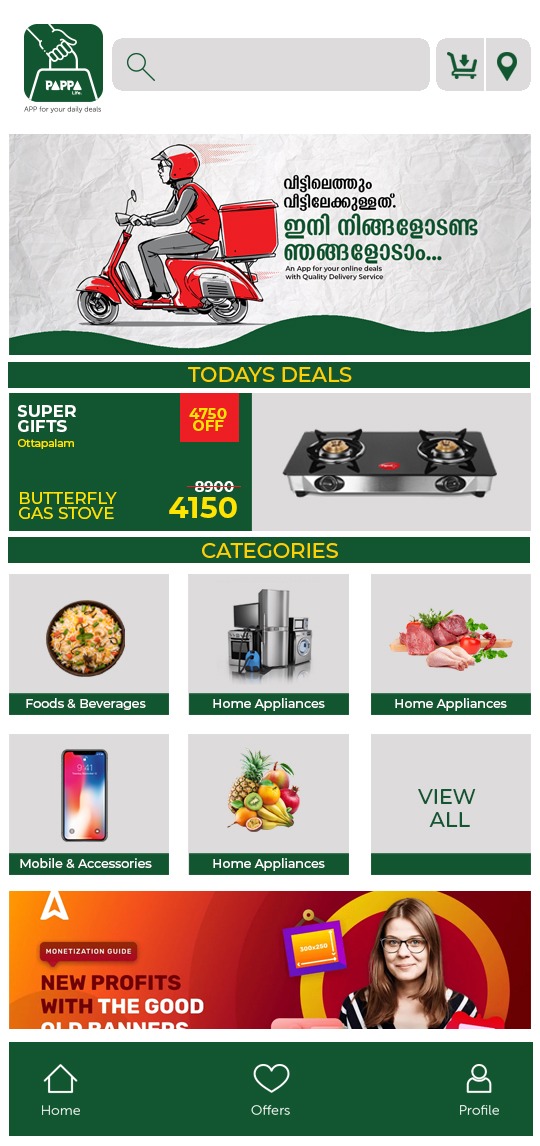 PAPPA
Life.
APP for your daily deals
വീട്ടിലെത്തും
വീട്ടിലേക്കുള്ളത്.
ഇനി നിങ്ങളോടണ്ട
ഞങ്ങളോടാം...
An App for your online deals
with Quality Delivery Service
TODAYS DEALS
SUPER
GIFTS
Ottapalam
4750
OFF
BUTTERFLY
GAS STOVE
8900
4150
CATEGORIES
Foods & Beverages
Home Appliances
Home Appliances
9:41
Mobile & Accessories
Home Appliances
VIEW
ALL
MONETIZATION GUIDE
300x250
NEW PROFITS
WITH THE GOOD
OLD BANNERS
Home
Offers
Profile